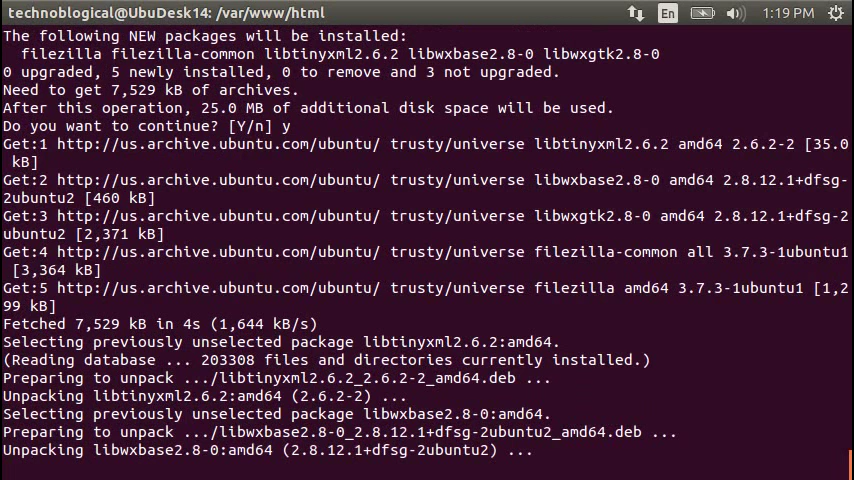 technoblogical@UbuDesk14: /var/www/html En 1:19 PM
The following NEW packages will be installed:
  filezilla filezilla-common libtinyxml2.6.2 libwxbase2.8-0 libwxgtk2.8-0
0 upgraded, 5 newly installed, 0 to remove and 3 not upgraded.
Need to get 7,529 kB of archives.
After this operation, 25.0 MB of additional disk space will be used.
Do you want to continue? [Y/n] y
Get:1 http://us.archive.ubuntu.com/ubuntu/ trusty/universe libtinyxml2.6.2 amd64 2.6.2-2 [35.0
 kB]
Get:2 http://us.archive.ubuntu.com/ubuntu/ trusty/universe libwxbase2.8-0 amd64 2.8.12.1+dfsg-
2ubuntu2 [460 kB]
Get:3 http://us.archive.ubuntu.com/ubuntu/ trusty/universe libwxgtk2.8-0 amd64 2.8.12.1+dfsg-2
ubuntu2 [2,371 kB]
Get:4 http://us.archive.ubuntu.com/ubuntu/ trusty/universe filezilla-common all 3.7.3-1ubuntu1
 [3,364 kB]
Get:5 http://us.archive.ubuntu.com/ubuntu/ trusty/universe filezilla amd64 3.7.3-1ubuntu1 [1,2
99 kB]
Fetched 7,529 kB in 4s (1,644 kB/s)
Selecting previously unselected package libtinyxml2.6.2:amd64.
(Reading database ... 203308 files and directories currently installed.)
Preparing to unpack .../libtinyxml2.6.2_2.6.2-2_amd64.deb ...
Unpacking libtinyxml2.6.2:amd64 (2.6.2-2) ...
Selecting previously unselected package libwxbase2.8-0:amd64.
Preparing to unpack .../libwxbase2.8-0_2.8.12.1+dfsg-2ubuntu2_amd64.deb ...
Unpacking libwxbase2.8-0:amd64 (2.8.12.1+dfsg-2ubuntu2) ...